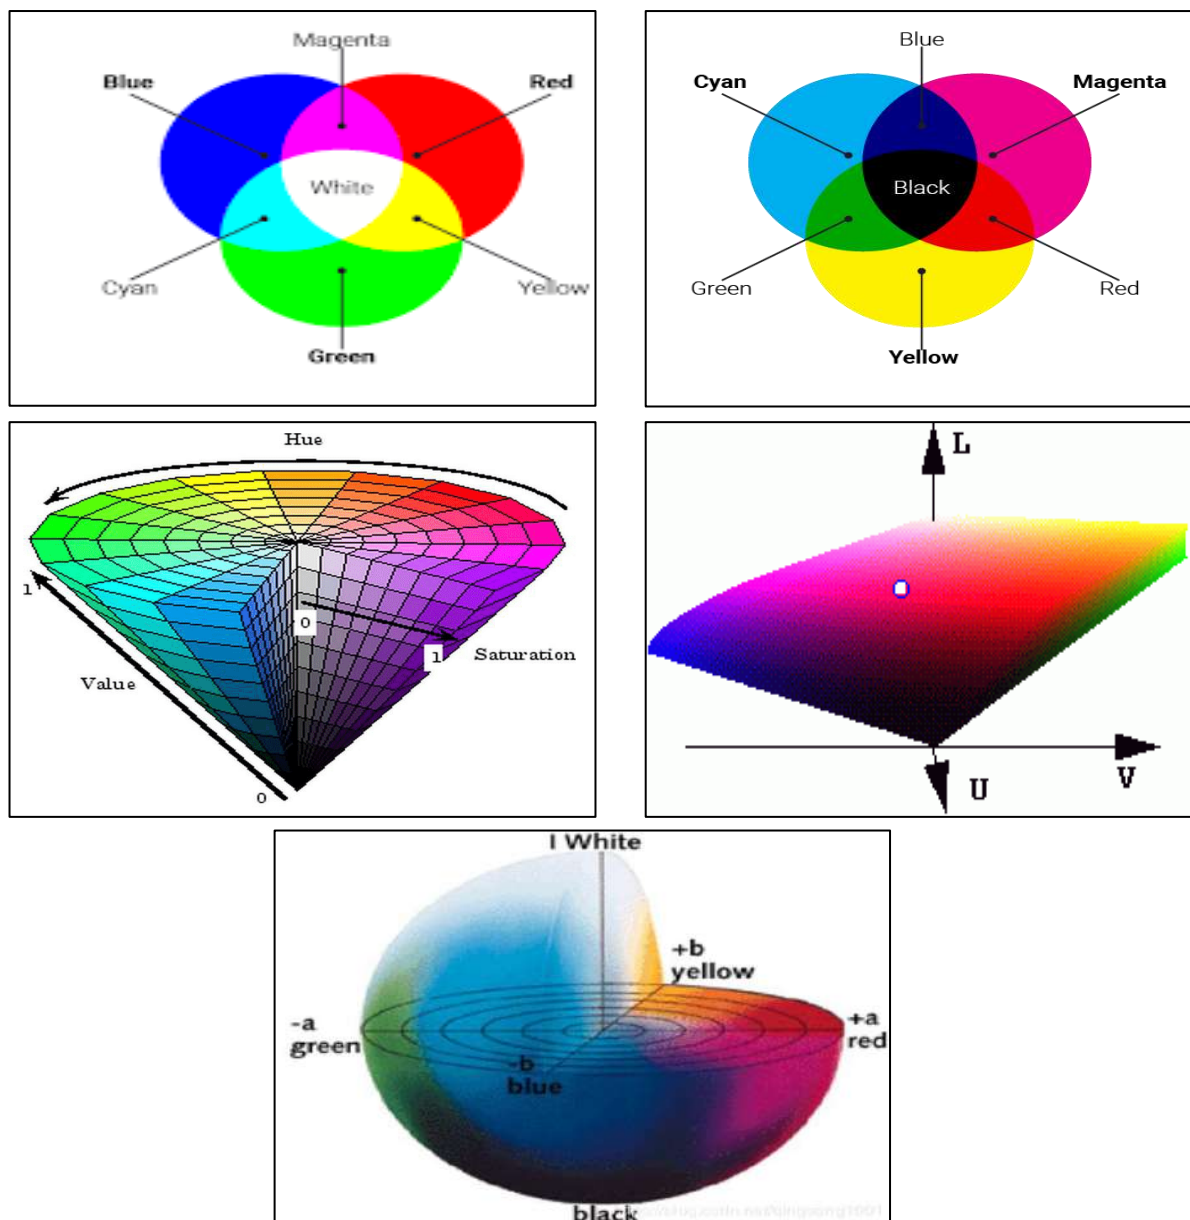 Magenta
Blue
Red
White
Cyan
Yellow
Green
Blue
Cyan
Magenta
Black
Green
Red
Yellow
Hue
1
0
1
Saturation
Value
0
L
V
U
I White
+b
yellow
-a
green
+a
red
-b
blue
black